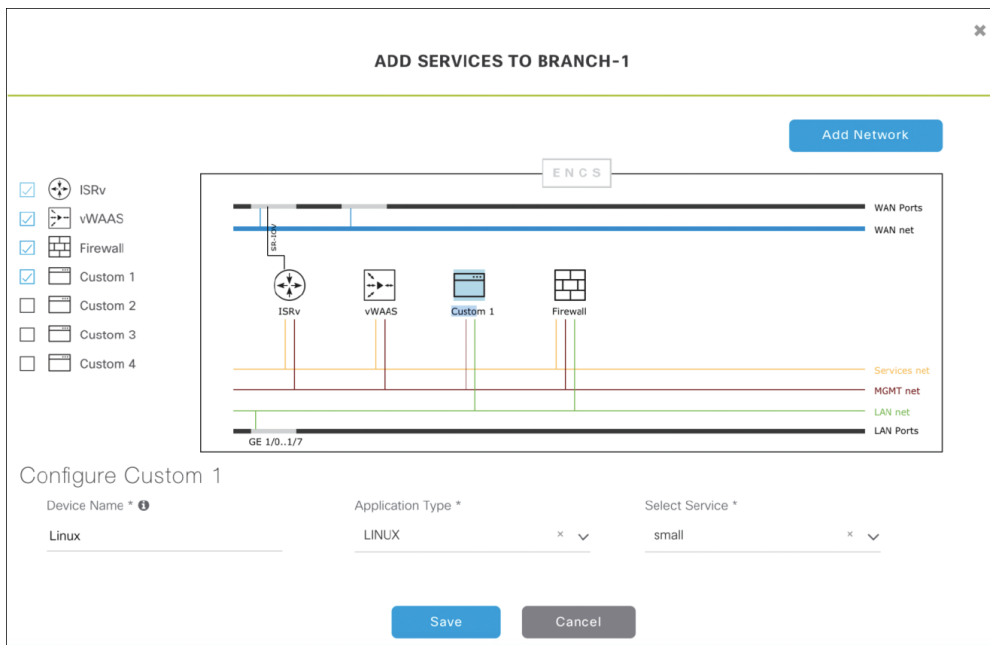 ADD SERVICES TO BRANCH-1
Add Network
ENCS
ISRv
vWAAS
Firewall
Custom 1
Custom 2
Custom 3
Custom 4
WAN Ports
WAN net
SR-IOV
ISRv
vWAAS
Custom 1
Firewall
Services net
MGMT net
LAN net
LAN Ports
GE 1/0..1/7
Configure Custom 1
Device Name * Application Type * Select Service *
Linux LINUX small
Save Cancel